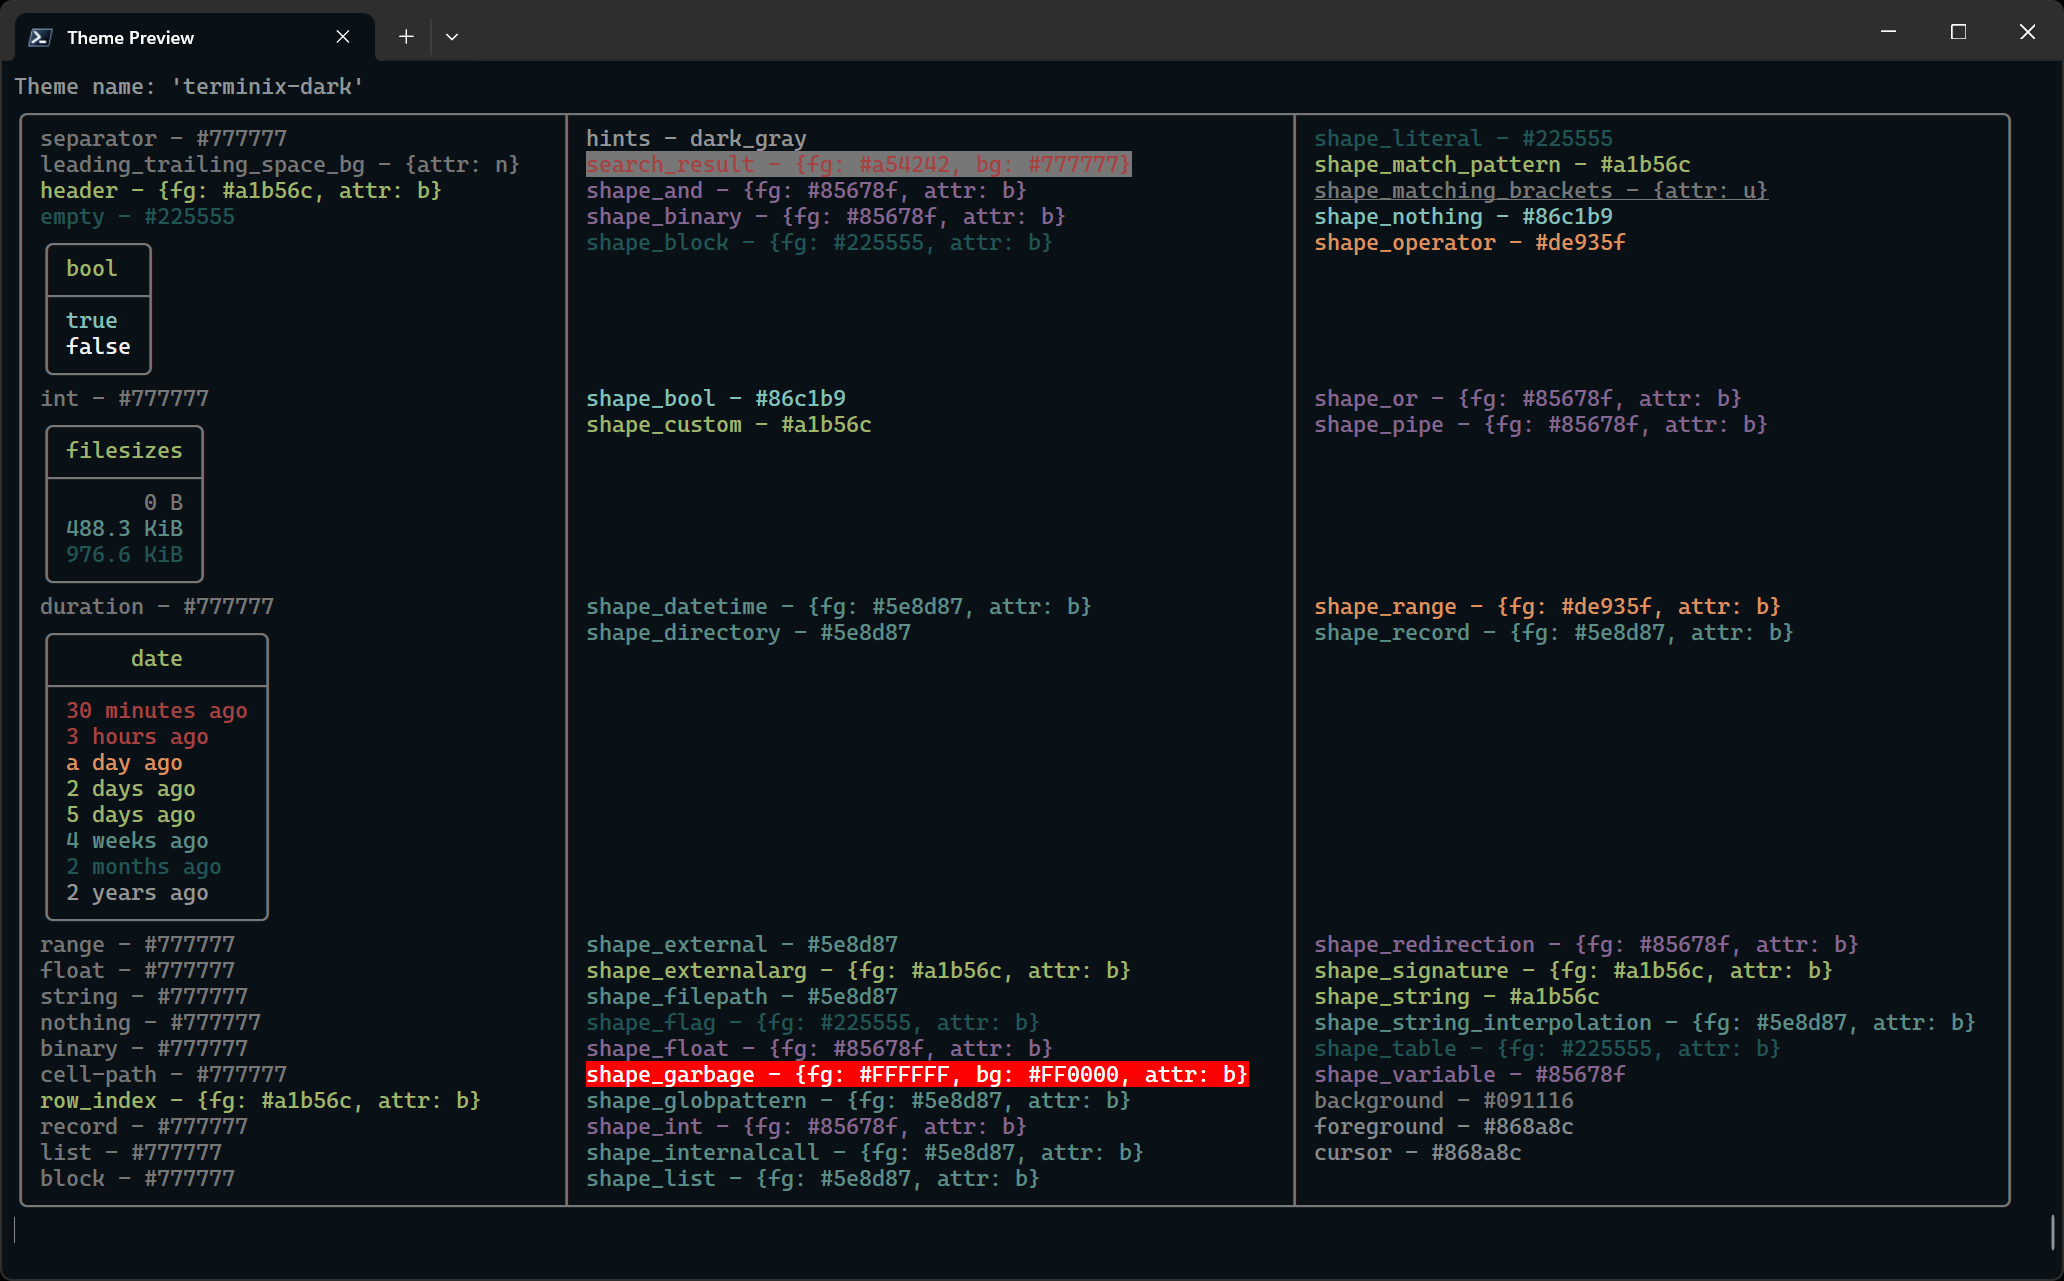 Theme Preview
Theme name: 'terminix-dark'
separator - #777777
leading_trailing_space_bg - {attr: n}
header - {fg: #a1b56c, attr: b}
empty - #225555
bool
true
false
int - #777777
filesizes
0 B
488.3 KiB
976.6 KiB
duration - #777777
date
30 minutes ago
3 hours ago
a day ago
2 days ago
5 days ago
4 weeks ago
2 months ago
2 years ago
range - #777777
float - #777777
string - #777777
nothing - #777777
binary - #777777
cell-path - #777777
row_index - {fg: #a1b56c, attr: b}
record - #777777
list - #777777
block - #777777
hints - dark_gray
search_result - {fg: #a54242, bg: #777777}
shape_and - {fg: #85678f, attr: b}
shape_binary - {fg: #85678f, attr: b}
shape_block - {fg: #225555, attr: b}
shape_bool - #86c1b9
shape_custom - #a1b56c
shape_datetime - {fg: #5e8d87, attr: b}
shape_directory - #5e8d87
shape_external - #5e8d87
shape_externalarg - {fg: #a1b56c, attr: b}
shape_filepath - #5e8d87
shape_flag - {fg: #225555, attr: b}
shape_float - {fg: #85678f, attr: b}
shape_garbage - {fg: #FFFFFF, bg: #FF0000, attr: b}
shape_globpattern - {fg: #5e8d87, attr: b}
shape_int - {fg: #85678f, attr: b}
shape_internalcall - {fg: #5e8d87, attr: b}
shape_list - {fg: #5e8d87, attr: b}
shape_literal - #225555
shape_match_pattern - #a1b56c
shape_matching_brackets - {attr: u}
shape_nothing - #86c1b9
shape_operator - #de935f
shape_or - {fg: #85678f, attr: b}
shape_pipe - {fg: #85678f, attr: b}
shape_range - {fg: #de935f, attr: b}
shape_record - {fg: #5e8d87, attr: b}
shape_redirection - {fg: #85678f, attr: b}
shape_signature - {fg: #a1b56c, attr: b}
shape_string - #a1b56c
shape_string_interpolation - {fg: #5e8d87, attr: b}
shape_table - {fg: #225555, attr: b}
shape_variable - #85678f
background - #091116
foreground - #868a8c
cursor - #868a8c